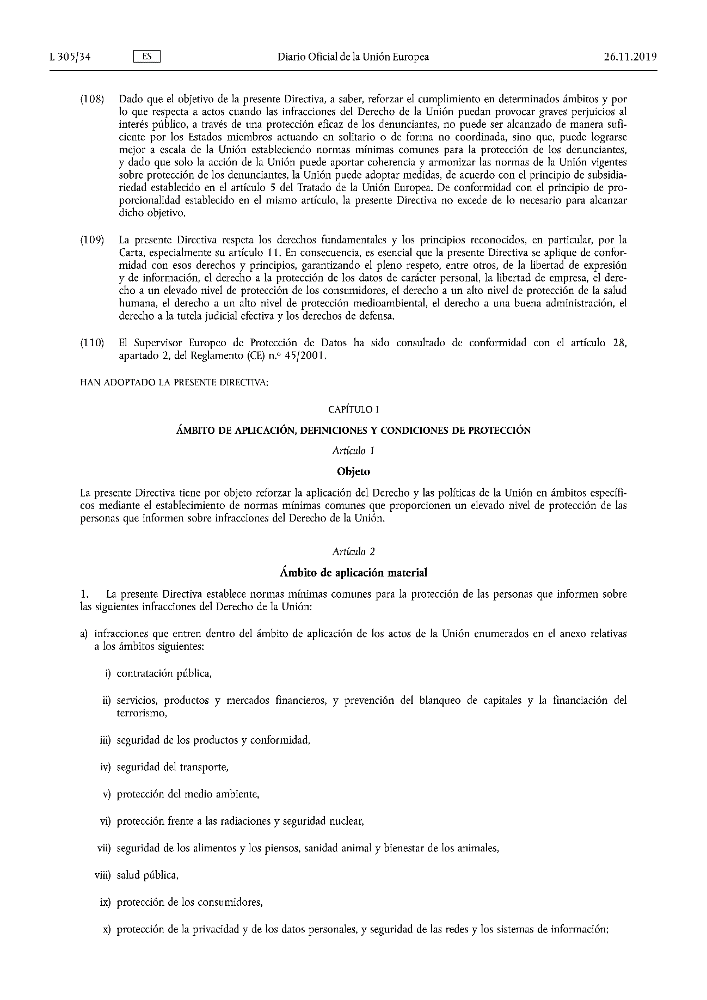 L 305/34 ES Diario Oficial de la Unión Europea 26.11.2019
(108) Dado que el objetivo de la presente Directiva, a saber, reforzar el cumplimiento en determinados ámbitos y por
lo que respecta a actos cuando las infracciones del Derecho de la Unión puedan provocar graves perjuicios al
interés público, a través de una protección eficaz de los denunciantes, no puede ser alcanzado de manera sufi-
ciente por los Estados miembros actuando en solitario o de forma no coordinada, sino que, puede lograrse
mejor a escala de la Unión estableciendo normas mínimas comunes para la protección de los denunciantes,
y dado que solo la acción de la Unión puede aportar coherencia y armonizar las normas de la Unión vigentes
sobre protección de los denunciantes, la Unión puede adoptar medidas, de acuerdo con el principio de subsidia-
riedad establecido en el artículo 5 del Tratado de la Unión Europea. De conformidad con el principio de pro-
porcionalidad establecido en el mismo artículo, la presente Directiva no excede de lo necesario para alcanzar
dicho objetivo.
(109) La presente Directiva respeta los derechos fundamentales y los principios reconocidos, en particular, por la
Carta, especialmente su artículo 11. En consecuencia, es esencial que la presente Directiva se aplique de confor-
midad con esos derechos y principios, garantizando el pleno respeto, entre otros, de la libertad de expresión
y de información, el derecho a la protección de los datos de carácter personal, la libertad de empresa, el dere-
cho a un elevado nivel de protección de los consumidores, el derecho a un alto nivel de protección de la salud
humana, el derecho a un alto nivel de protección medioambiental, el derecho a una buena administración, el
derecho a la tutela judicial efectiva y los derechos de defensa.
(110) El Supervisor Europeo de Protección de Datos ha sido consultado de conformidad con el artículo 28,
apartado 2, del Reglamento (CE) n.º 45/2001.
HAN ADOPTADO LA PRESENTE DIRECTIVA:
CAPÍTULO I
ÁMBITO DE APLICACIÓN, DEFINICIONES Y CONDICIONES DE PROTECCIÓN
Artículo 1
Objeto
La presente Directiva tiene por objeto reforzar la aplicación del Derecho y las políticas de la Unión en ámbitos específi-
cos mediante el establecimiento de normas mínimas comunes que proporcionen un elevado nivel de protección de las
personas que informen sobre infracciones del Derecho de la Unión.
Artículo 2
Ámbito de aplicación material
1. La presente Directiva establece normas mínimas comunes para la protección de las personas que informen sobre
las siguientes infracciones del Derecho de la Unión:
a) infracciones que entren dentro del ámbito de aplicación de los actos de la Unión enumerados en el anexo relativas
a los ámbitos siguientes:
i) contratación pública,
ii) servicios, productos y mercados financieros, y prevención del blanqueo de capitales y la financiación del
terrorismo,
iii) seguridad de los productos y conformidad,
iv) seguridad del transporte,
v) protección del medio ambiente,
vi) protección frente a las radiaciones y seguridad nuclear,
vii) seguridad de los alimentos y los piensos, sanidad animal y bienestar de los animales,
viii) salud pública,
ix) protección de los consumidores,
x) protección de la privacidad y de los datos personales, y seguridad de las redes y los sistemas de información;